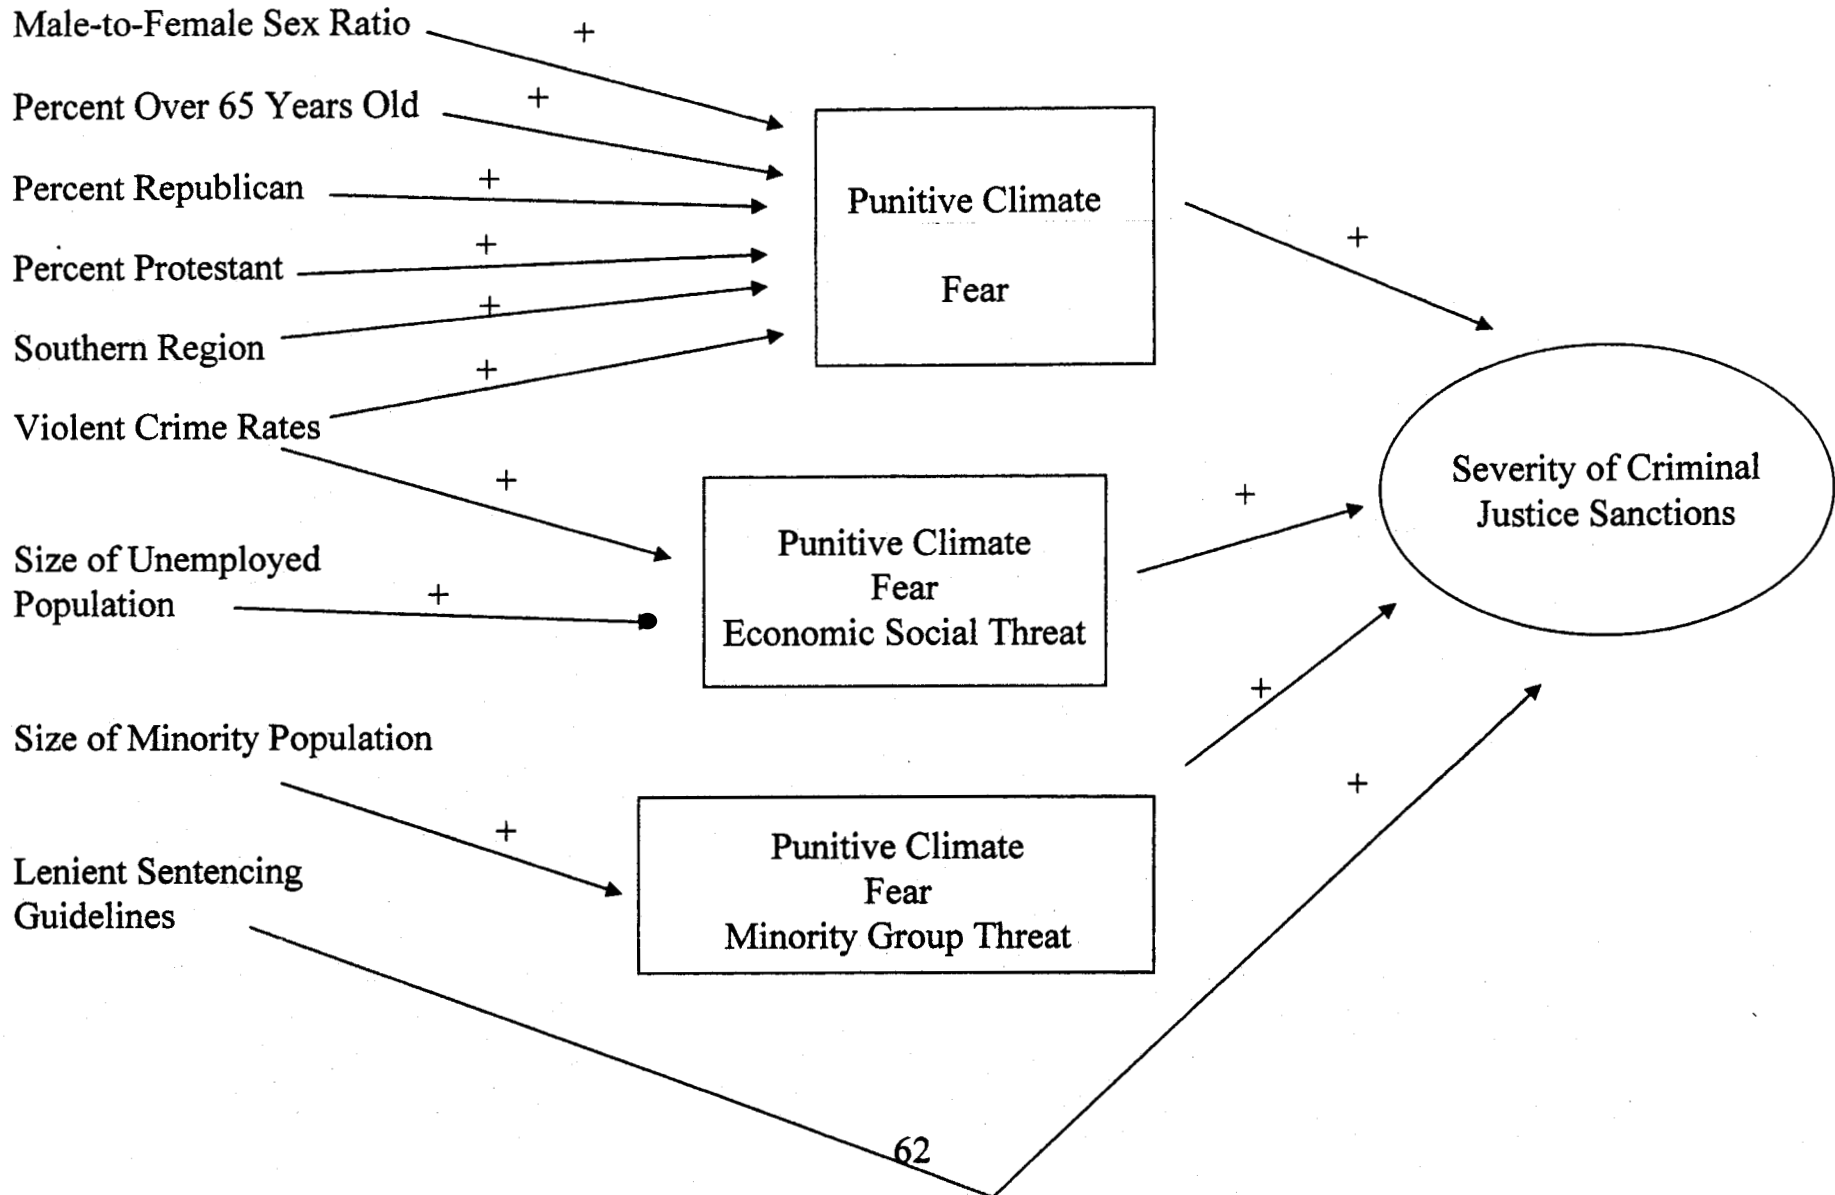 Male-to-Female Sex Ratio
+
Percent Over 65 Years Old
+
Percent Republican
+
Percent Protestant
+
Southern Region
+
Violent Crime Rates
+
+
Size of Unemployed
Population
+
Size of Minority Population
+
Lenient Sentencing
Guidelines
Punitive Climate
Fear
+
Punitive Climate
Fear
Economic Social Threat
+
Punitive Climate
Fear
Minority Group Threat
+
+
Severity of Criminal
Justice Sanctions
62